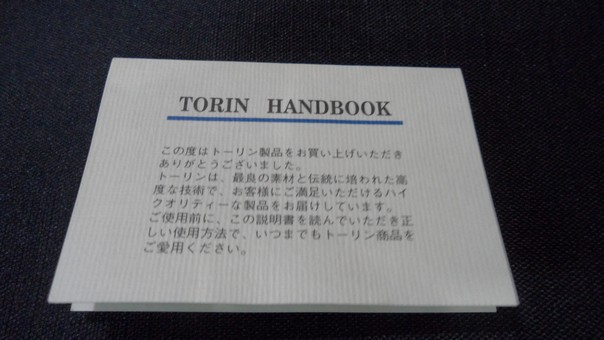 TORIN HANDBOOK
この度はトーリン製品をお買い上げいただき
ありがとうございました。
トーリンは、最良の素材と伝統に培われた高
度な技術で、お客様にご満足いただけるハイ
クオリティーな製品をお届けしています。
ご使用前に、この説明書を読んでいただき正
しい使用方法で、いつまでもトーリン商品を
ご愛用ください。